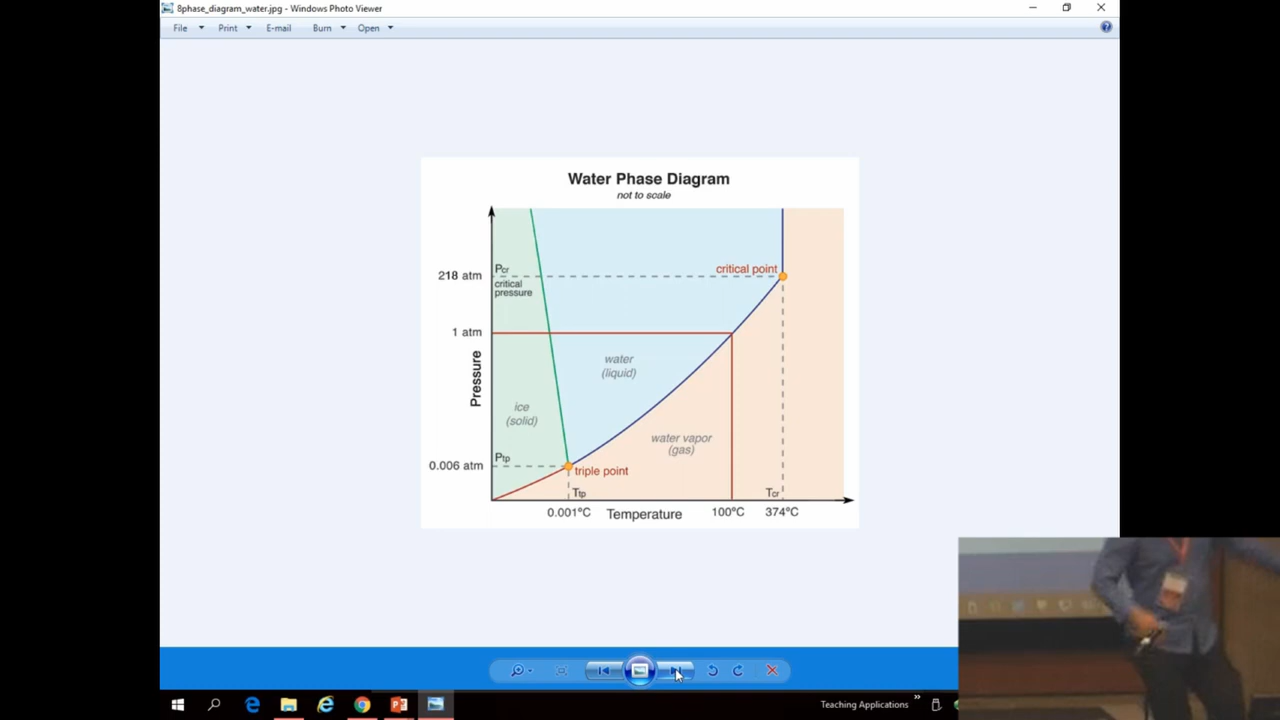 8phase_diagram_water.jpg - Windows Photo Viewer
File Print E-mail Burn Open
Water Phase Diagram
not to scale
218 atm
Pcr
critical
pressure
critical point
1 atm
Pressure
water
(liquid)
ice
(solid)
water vapor
(gas)
0.006 atm
Ptp
triple point
Ttp
Tcr
0.001°C
Temperature
100°C
374°C
Teaching Applications